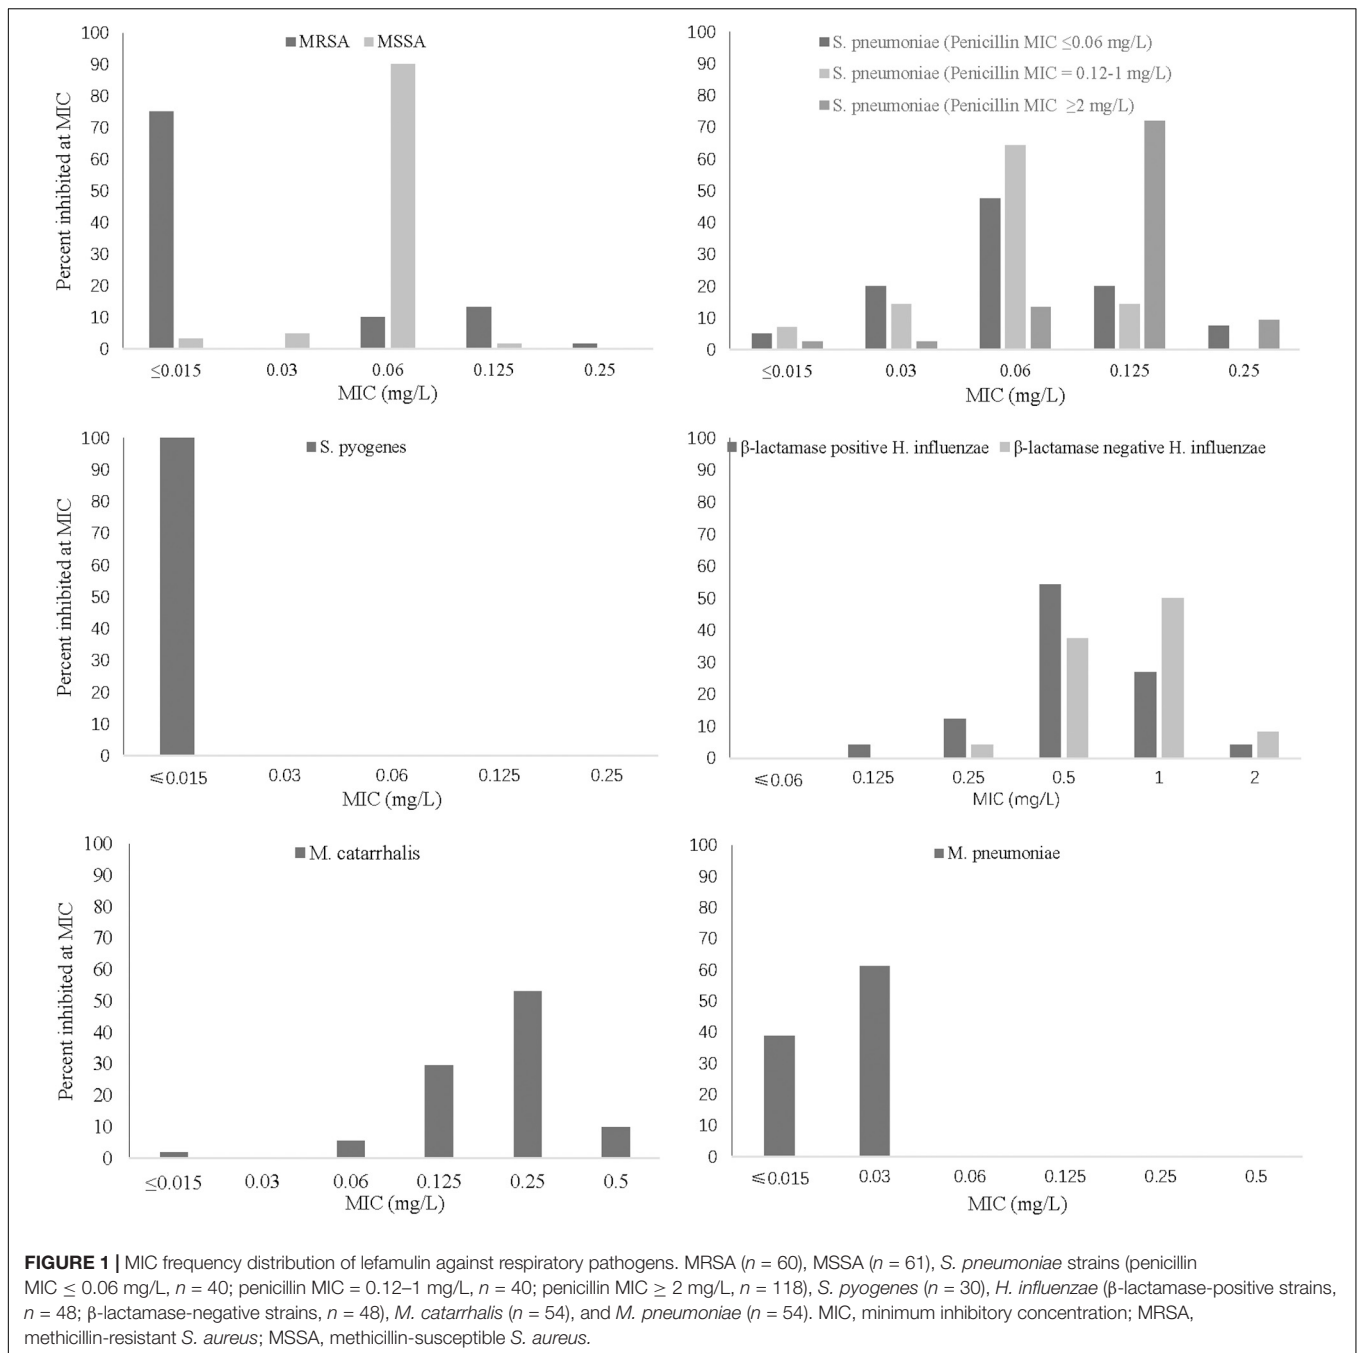 MRSA MSSA
Percent inhibited at MIC
100
90
80
70
60
50
40
30
20
10
0
≤0.015 0.03 0.06 0.125 0.25
MIC (mg/L)
S. pneumoniae (Penicillin MIC ≤0.06 mg/L)
S. pneumoniae (Penicillin MIC = 0.12-1 mg/L)
S. pneumoniae (Penicillin MIC ≥2 mg/L)
100
90
80
70
60
50
40
30
20
10
0
≤0.015 0.03 0.06 0.125 0.25
MIC (mg/L)
S. pyogenes
Percent inhibited at MIC
100
90
80
70
60
50
40
30
20
10
0
≤0.015 0.03 0.06 0.125 0.25
MIC (mg/L)
β-lactamase positive H. influenzae β-lactamase negative H. influenzae
100
90
80
70
60
50
40
30
20
10
0
≤0.06 0.125 0.25 0.5 1 2
MIC (mg/L)
M. catarrhalis
Percent inhibited at MIC
100
90
80
70
60
50
40
30
20
10
0
≤0.015 0.03 0.06 0.125 0.25 0.5
MIC (mg/L)
M. pneumoniae
100
90
80
70
60
50
40
30
20
10
0
≤0.015 0.03 0.06 0.125 0.25 0.5
MIC (mg/L)
FIGURE 1 | MIC frequency distribution of lefamulin against respiratory pathogens. MRSA (n = 60), MSSA (n = 61), S. pneumoniae strains (penicillin
MIC ≤ 0.06 mg/L, n = 40; penicillin MIC = 0.12–1 mg/L, n = 40; penicillin MIC ≥ 2 mg/L, n = 118), S. pyogenes (n = 30), H. influenzae (β-lactamase-positive strains,
n = 48; β-lactamase-negative strains, n = 48), M. catarrhalis (n = 54), and M. pneumoniae (n = 54). MIC, minimum inhibitory concentration; MRSA,
methicillin-resistant S. aureus; MSSA, methicillin-susceptible S. aureus.